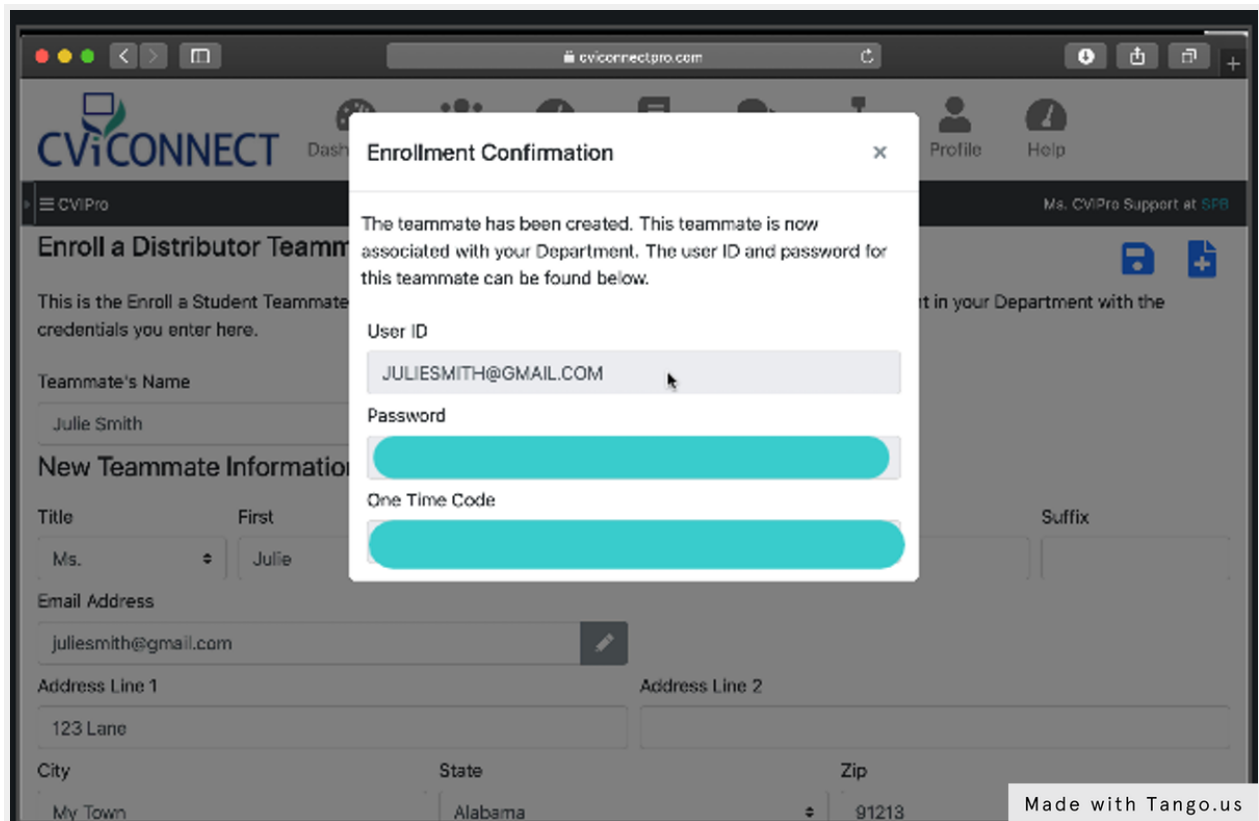 cviconnectpro.com
CViCONNECT
Dash
Profile
Help
CVIPro
Ms. CVIPro Support at SPB
Enrollment Confirmation
×
The teammate has been created. This teammate is now
associated with your Department. The user ID and password for
this teammate can be found below.
User ID
JULIESMITH@GMAIL.COM
Password
One Time Code
Enroll a Distributor Teamm
This is the Enroll a Student Teammate
t in your Department with the
credentials you enter here.
Teammate's Name
Julie Smith
New Teammate Information
Title
First
Suffix
Ms.
Julie
Email Address
juliesmith@gmail.com
Address Line 1
Address Line 2
123 Lane
City
State
Zip
My Town
Alabama
91213
Made with Tango.us